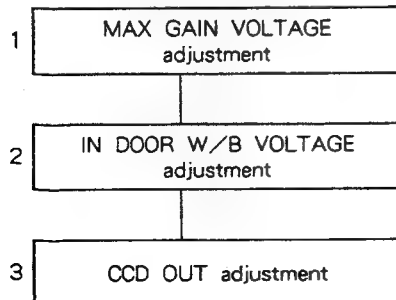 1 MAX GAIN VOLTAGE
adjustment
2 IN DOOR W/B VOLTAGE
adjustment
3 CCD OUT adjustment